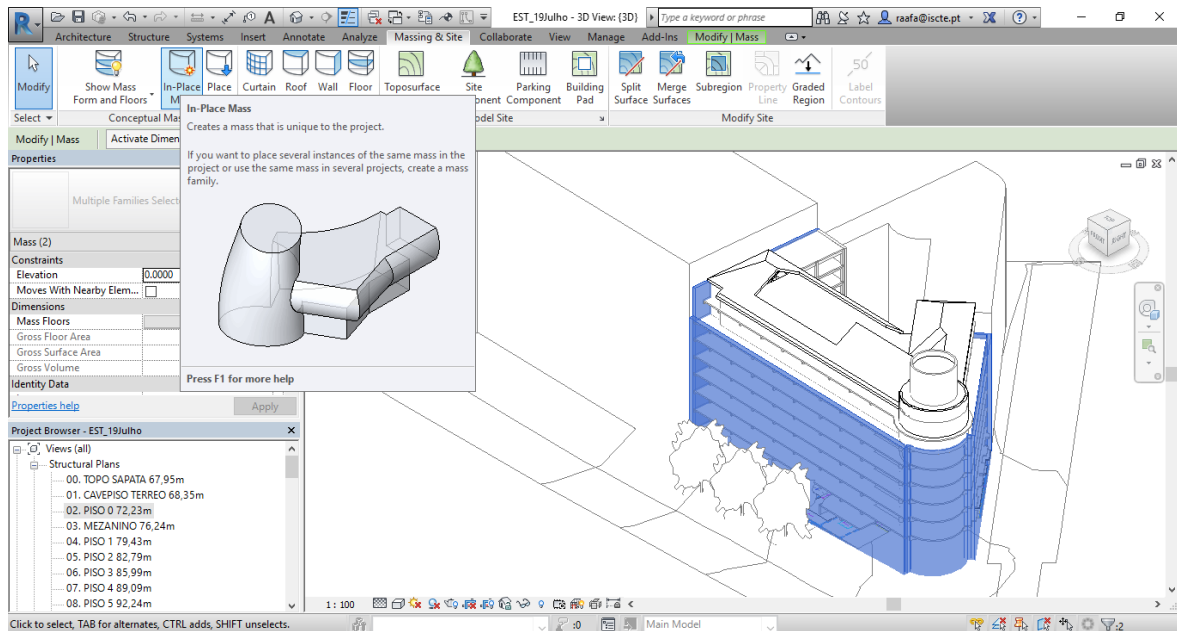 EST_19Julho - 3D View: {3D}
Type a keyword or phrase
raafa@iscte.pt
Architecture Structure Systems Insert Annotate Analyze Massing & Site Collaborate View Manage Add-Ins Modify | Mass
Modify
Show Mass
Form and Floors
In-Place
M
Place
Curtain
Roof
Wall
Floor
Toposurface
Site
onent
Parking
Component
Building
Pad
Split
Surface
Merge
Surfaces
Subregion
Property
Line
Graded
Region
Label
Contours
Select
Conceptual Mas
odel Site
Modify Site
Modify | Mass
Activate Dimen
In-Place Mass
Creates a mass that is unique to the project.
If you want to place several instances of the same mass in the
project or use the same mass in several projects, create a mass
family.
Press F1 for more help
Properties
Multiple Families Select
Mass (2)
Constraints
Elevation 0.0000
Moves With Nearby Elem...
Dimensions
Mass Floors
Gross Floor Area
Gross Surface Area
Gross Volume
Identity Data
Properties help
Apply
Project Browser - EST_19Julho
Views (all)
Structural Plans
00. TOPO SAPATA 67,95m
01. CAVEPISO TERREO 68,35m
02. PISO 0 72,23m
03. MEZANINO 76,24m
04. PISO 1 79,43m
05. PISO 2 82,79m
06. PISO 3 85,99m
07. PISO 4 89,09m
08. PISO 5 92,24m
TOP
FRONT
1 : 100
Click to select, TAB for alternates, CTRL adds, SHIFT unselects.
:0
Main Model
:2